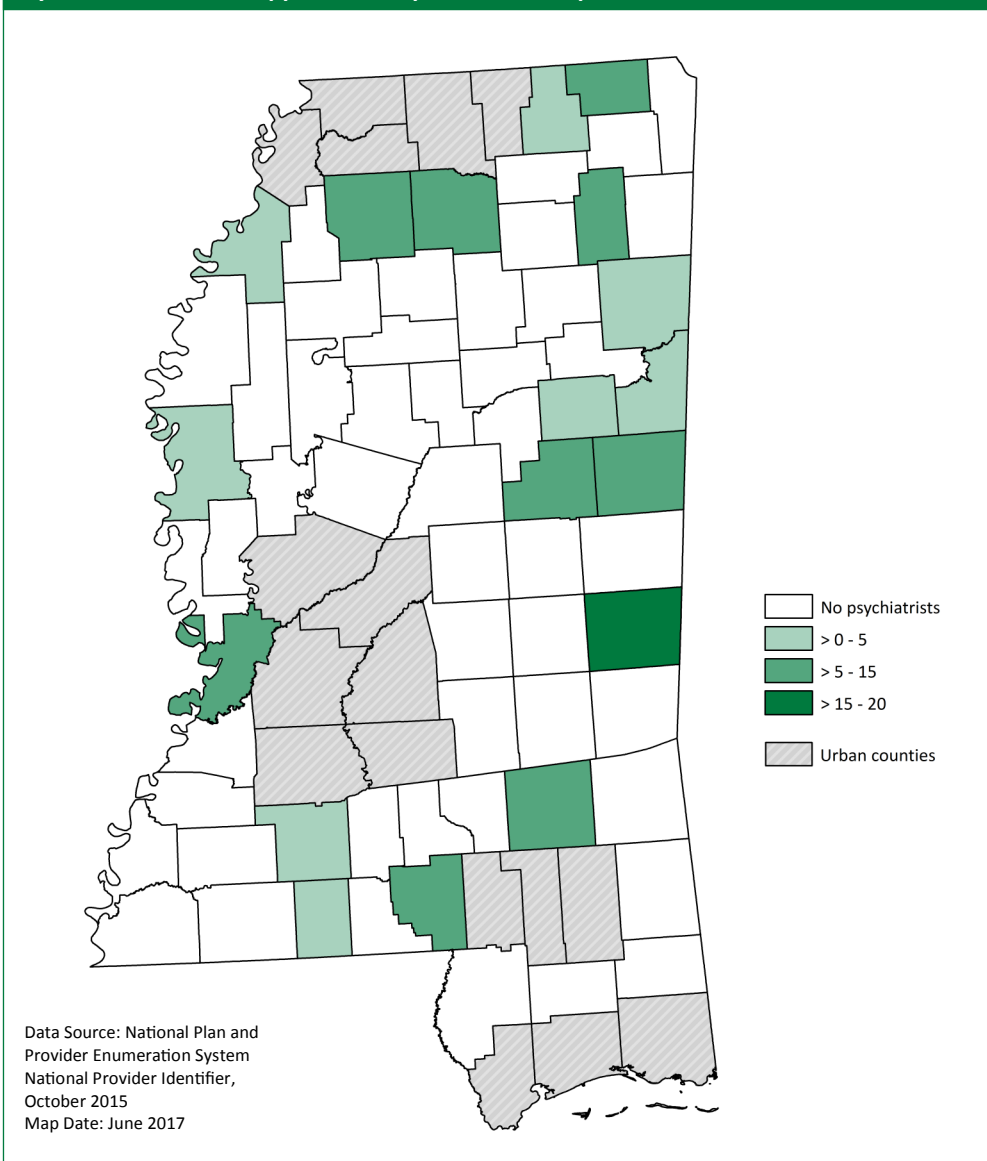 No psychiatrists
> 0 - 5
> 5 - 15
> 15 - 20
Urban counties
Data Source: National Plan and
Provider Enumeration System
National Provider Identifier,
October 2015
Map Date: June 2017